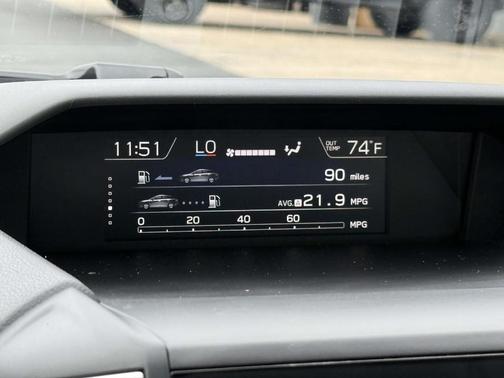 11:51 LO OUT TEMP 74°F
90 miles
AVG. A 21.9 MPG
0 20 40 60 MPG